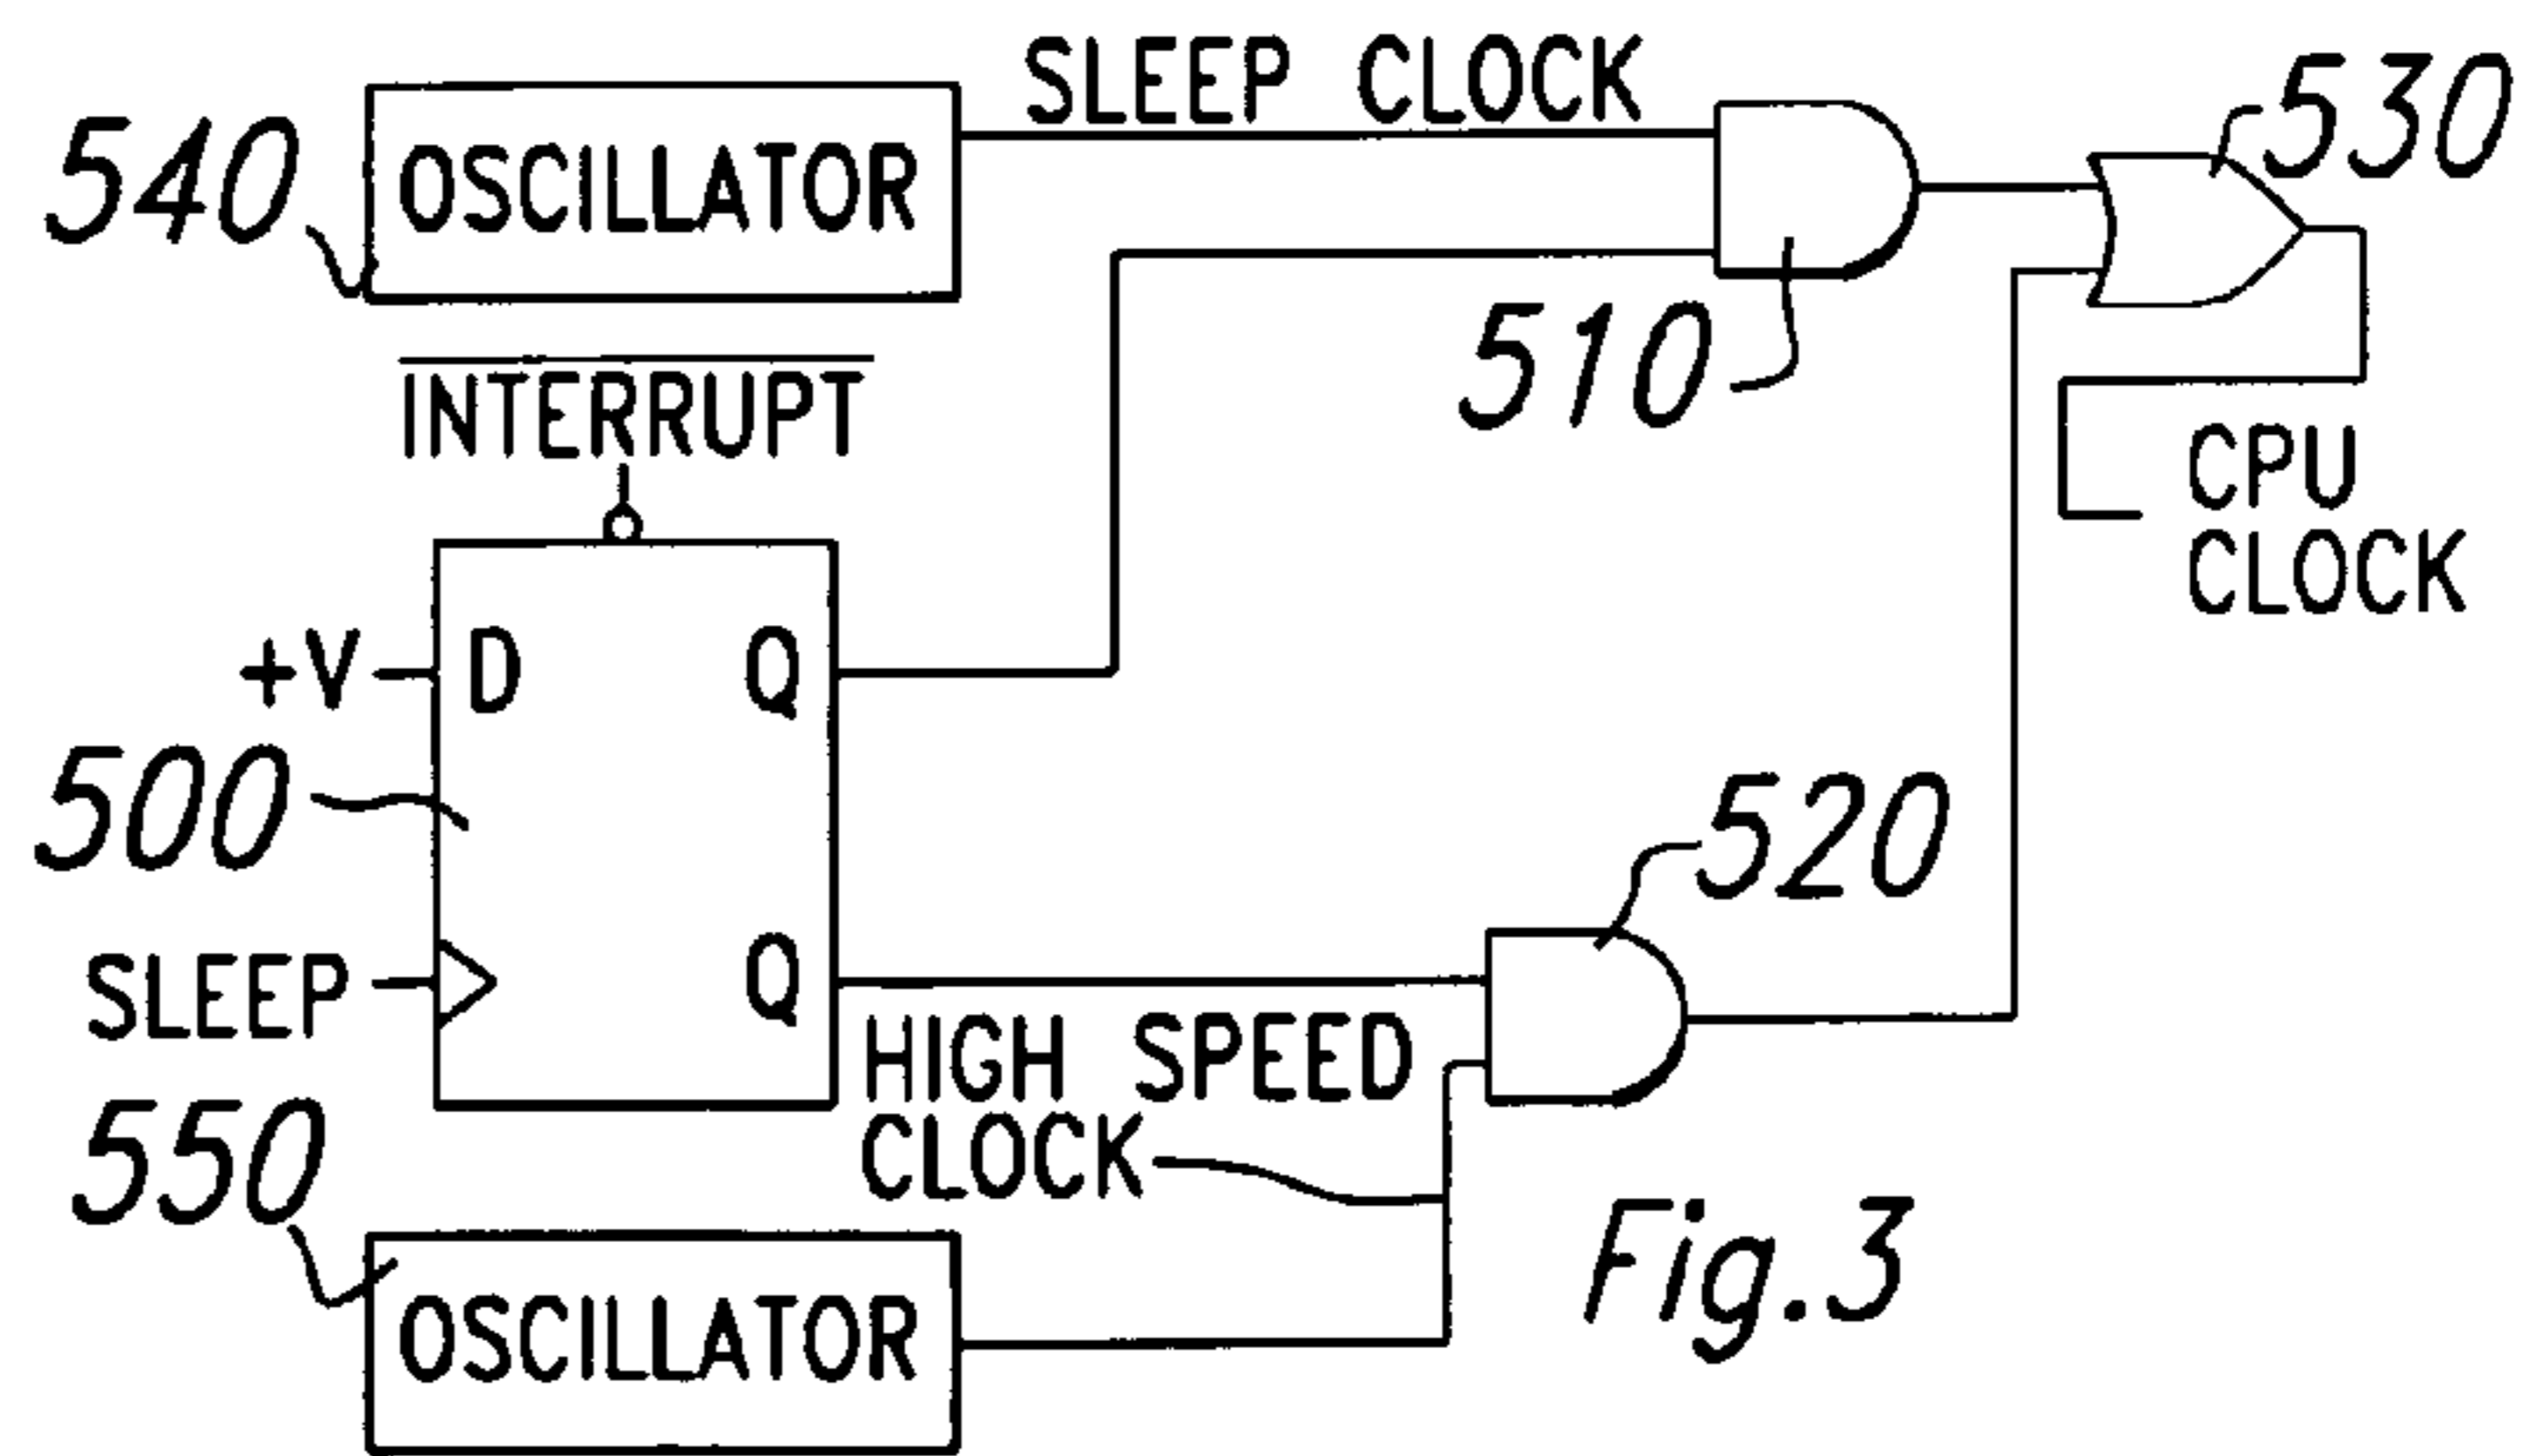 SLEEP CLOCK
530
540
OSCILLATOR
510
INTERRUPT
CPU
CLOCK
+V
D
Q
500
520
SLEEP
Q
HIGH SPEED
CLOCK
550
OSCILLATOR
Fig.3